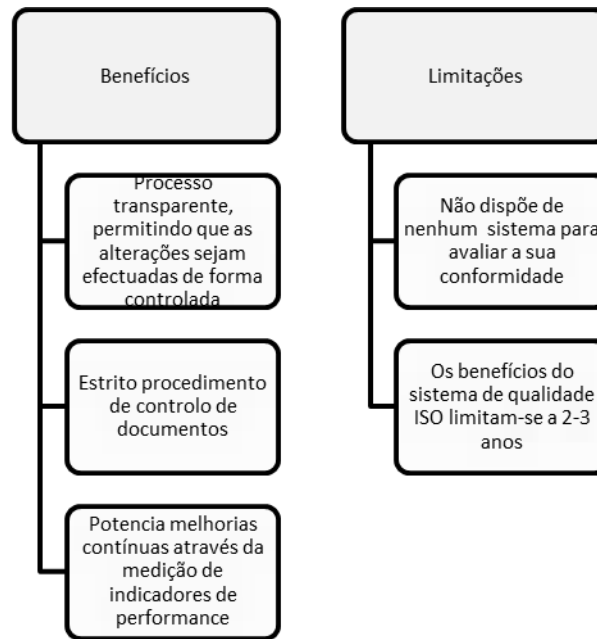 Benefícios
Processo
transparente,
permitindo que as
alterações sejam
efectuadas de forma
controlada
Estrito procedimento
de controlo de
documentos
Potencia melhorias
contínuas através da
medição de
indicadores de
performance
Limitações
Não dispõe de
nenhum sistema para
avaliar a sua
conformidade
Os benefícios do
sistema de qualidade
ISO limitam-se a 2-3
anos